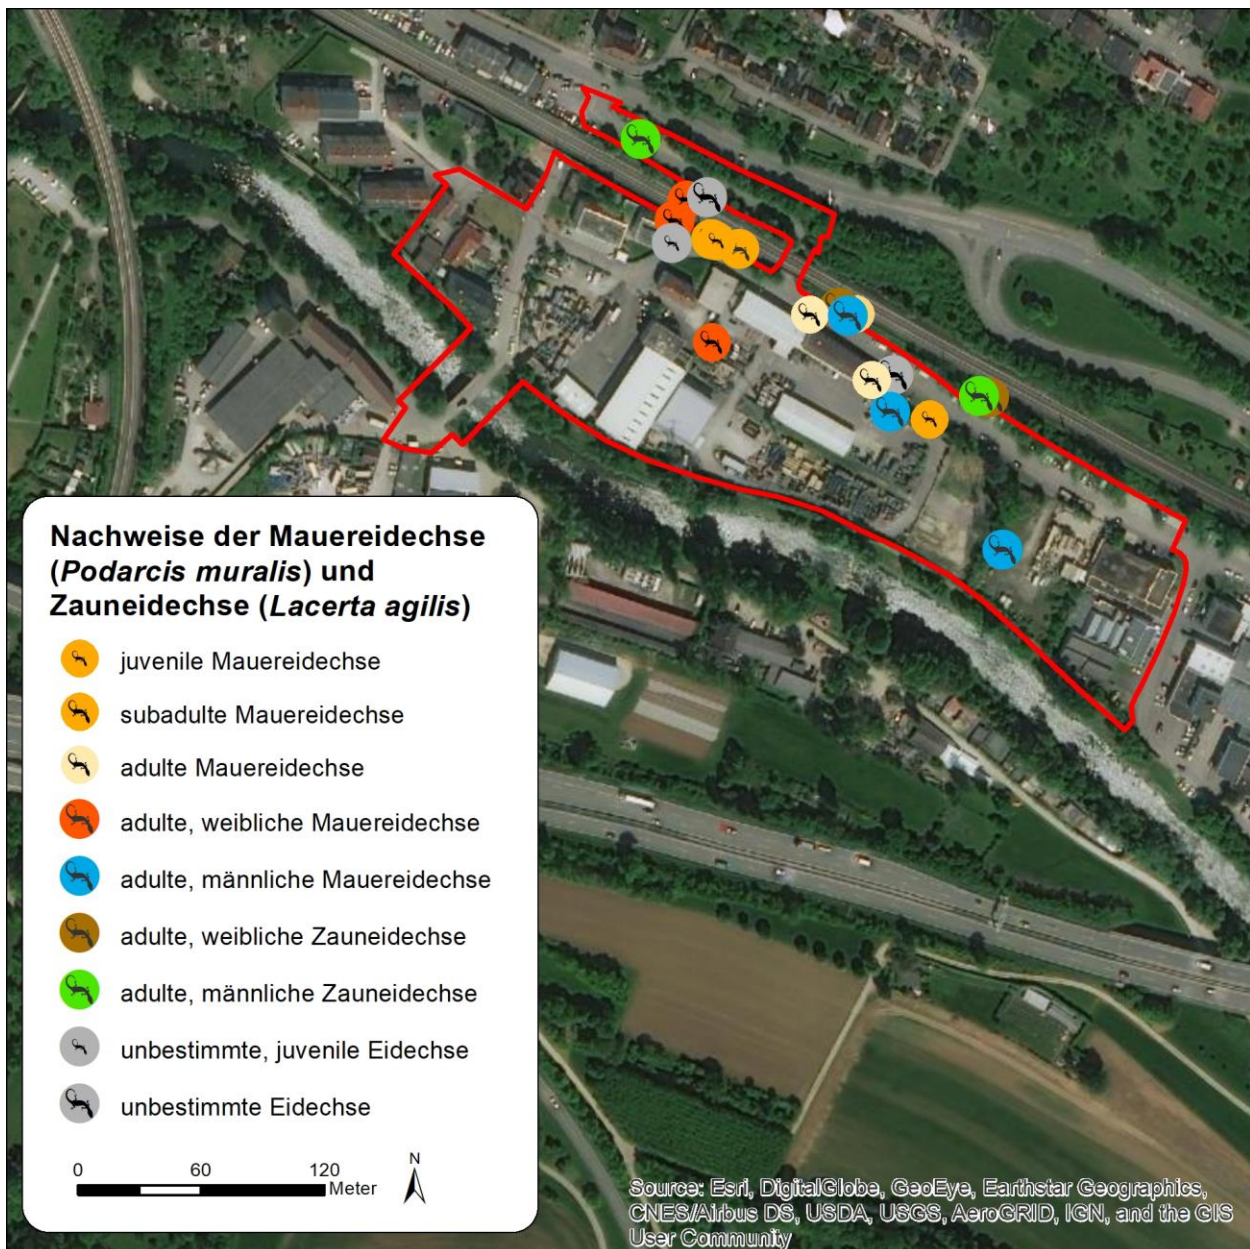 Nachweise der Mauereidechse
(Podarcis muralis) und
Zauneidechse (Lacerta agilis)
juvenile Mauereidechse
subadulte Mauereidechse
adulte Mauereidechse
adulte, weibliche Mauereidechse
adulte, männliche Mauereidechse
adulte, weibliche Zauneidechse
adulte, männliche Zauneidechse
unbestimmte, juvenile Eidechse
unbestimmte Eidechse
0 60 120
Meter
N
Source: Esri, DigitalGlobe, GeoEye, Earthstar Geographics,
CNES/Airbus DS, USDA, USGS, AeroGRID, IGN, and the GIS
User Community